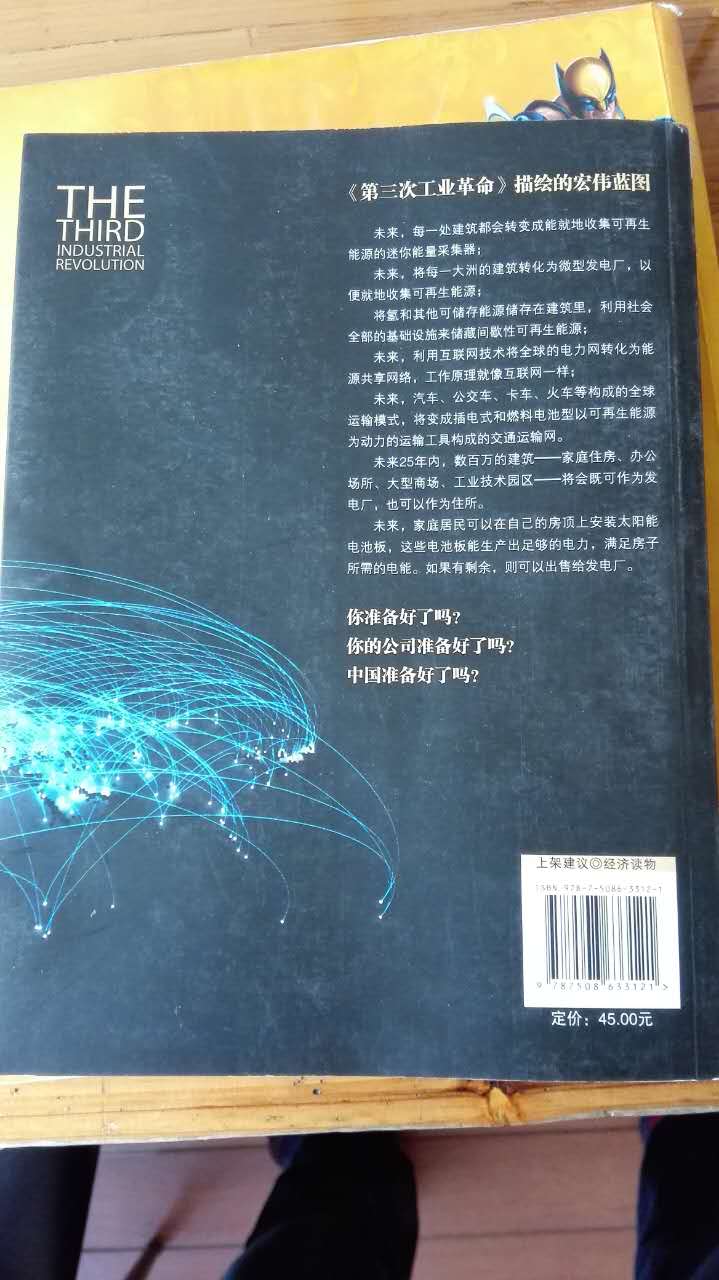 THE
THIRD
INDUSTRIAL
REVOLUTION
《第三次工业革命》描绘的宏伟蓝图
未来，每一处建筑都会转变成能就地收集可再生
能源的迷你能量采集器；
未来，将每一大洲的建筑转化为微型发电厂，以
便就地收集可再生能源；
将氢和其他可储存能源储存在建筑里，利用社会
全部的基础设施来储藏间歇性可再生能源；
未来，利用互联网技术将全球的电力网转化为能
源共享网络，工作原理就像互联网一样；
未来，汽车、公交车、卡车、火车等构成的全球
运输模式，将变成插电式和燃料电池型以可再生能源
为动力的运输工具构成的交通运输网。
未来25年内，数百万的建筑——家庭住房、办公
场所、大型商场、工业技术园区——将会既可作为发
电厂，也可以作为住所。
未来，家庭居民可以在自己的房顶上安装太阳能
电池板，这些电池板能生产出足够的电力，满足房子
所需的电能。如果有剩余，则可以出售给发电厂。
你准备好了吗？
你的公司准备好了吗？
中国准备好了吗？
上架建议◎经济读物
ISBN 978-7-5086-3312-1
9 787508 633121 >
定价：45.00元